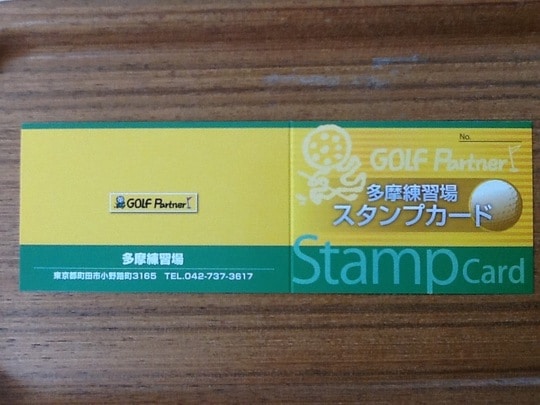 GOLF Partner
多摩練習場
東京都町田市小野路町3165 TEL.042-737-3617
No.
GOLF Partner
多摩練習場
スタンプカード
Stamp Card